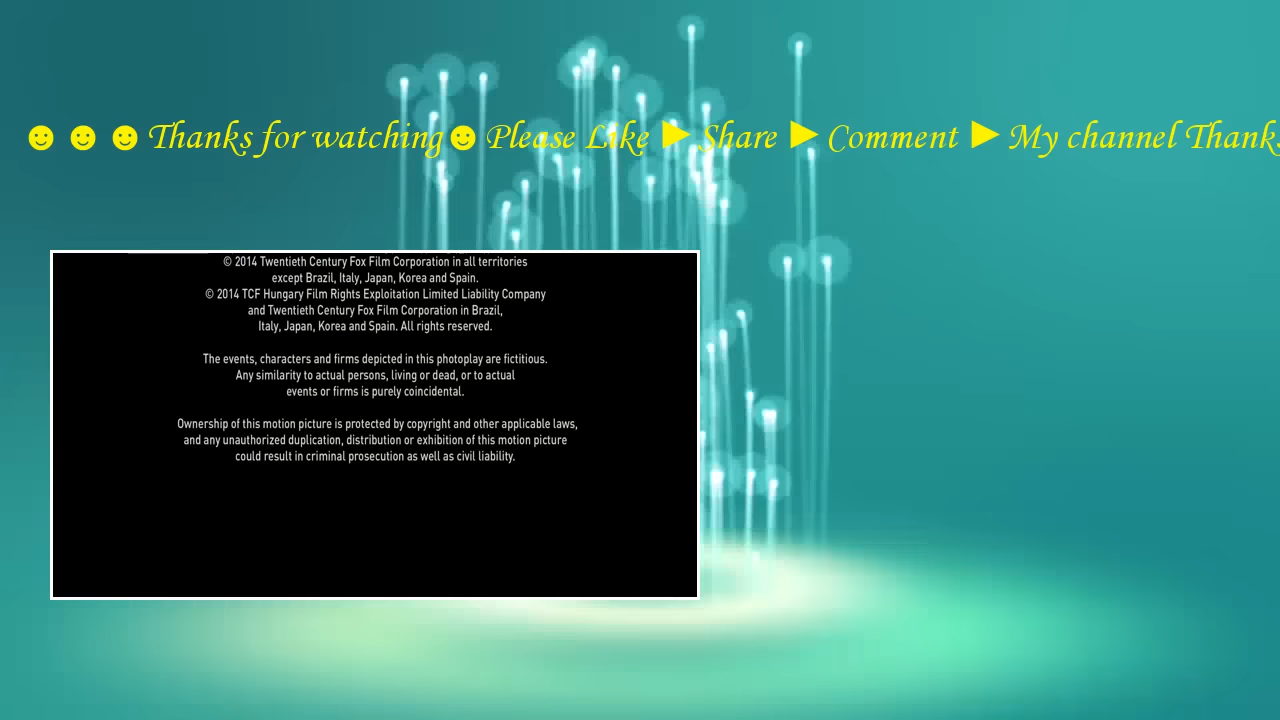 ☻ ☻ ☻ Thanks for watching ☻ Please Like ► Share ► Comment ► My channel Thanks
© 2014 Twentieth Century Fox Film Corporation in all territories
except Brazil, Italy, Japan, Korea and Spain.
© 2014 TCF Hungary Film Rights Exploitation Limited Liability Company
and Twentieth Century Fox Film Corporation in Brazil,
Italy, Japan, Korea and Spain. All rights reserved.
The events, characters and firms depicted in this photoplay are fictitious.
Any similarity to actual persons, living or dead, or to actual
events or firms is purely coincidental.
Ownership of this motion picture is protected by copyright and other applicable laws,
and any unauthorized duplication, distribution or exhibition of this motion picture
could result in criminal prosecution as well as civil liability.